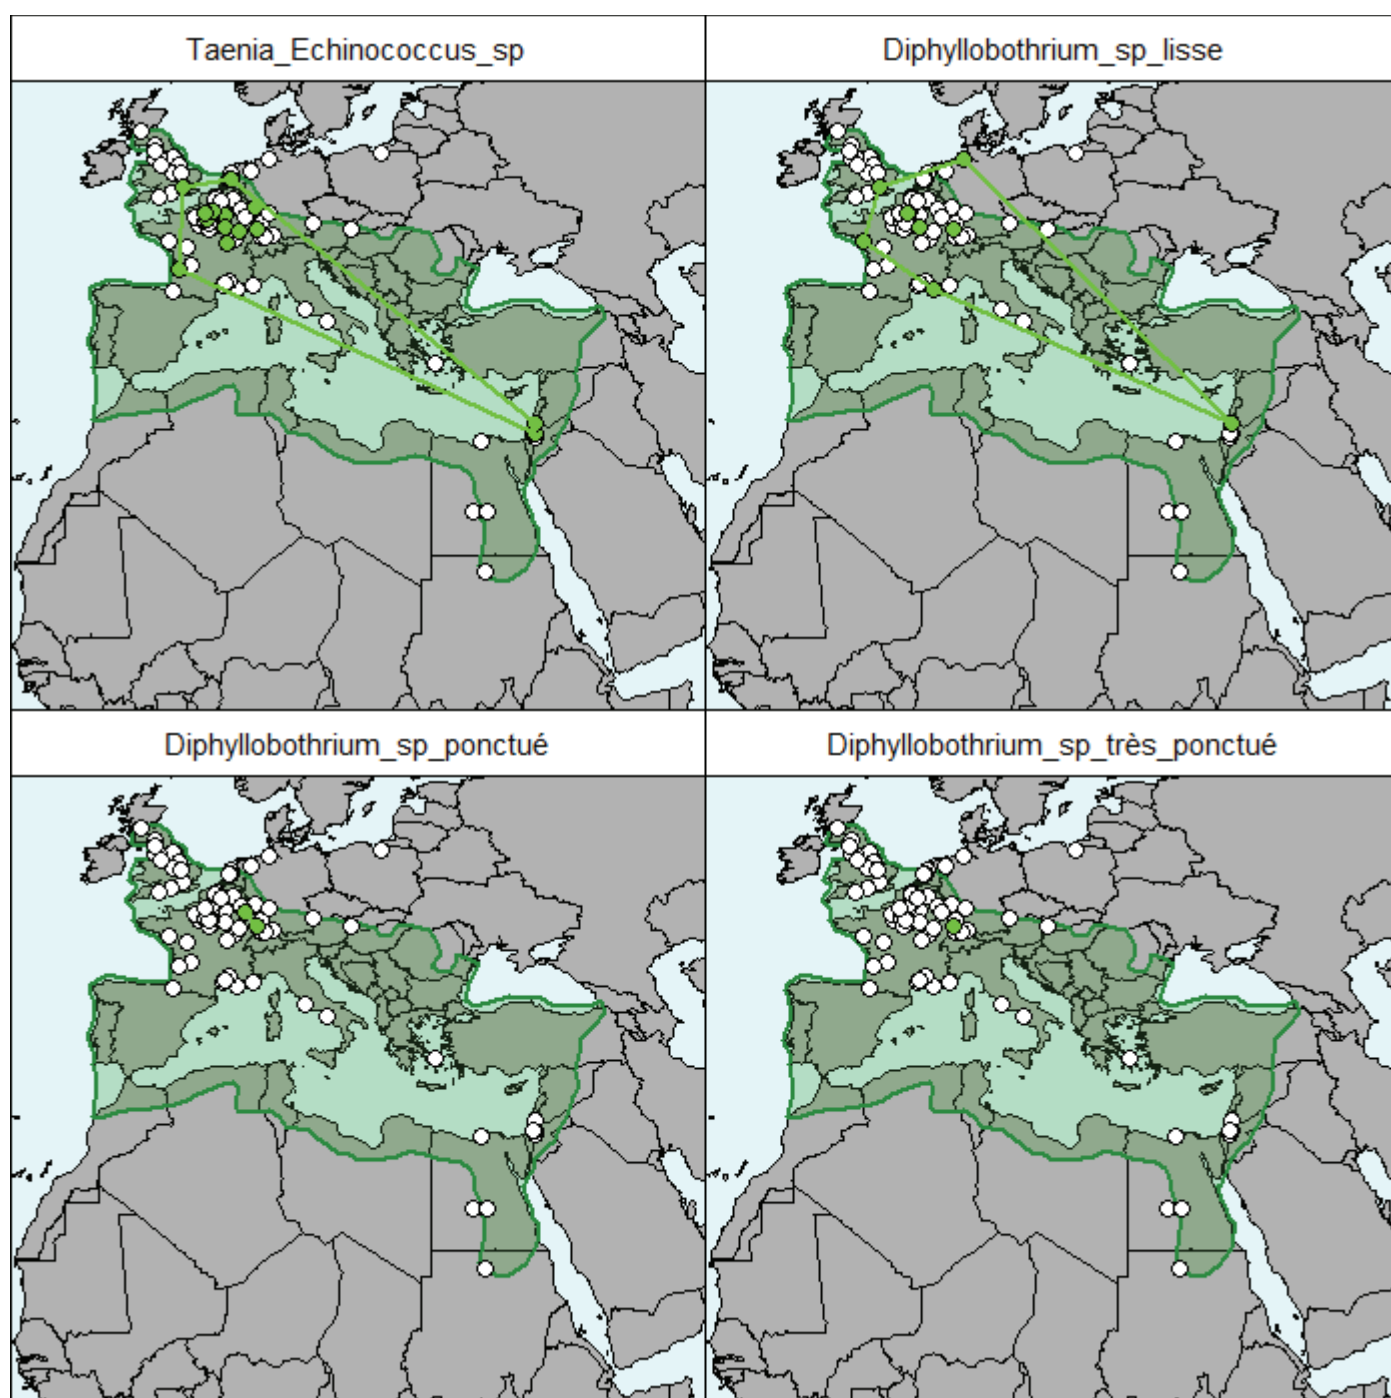 Taenia_Echinococcus_sp
Diphyllobothrium_sp_lisse
Diphyllobothrium_sp_ponctué
Diphyllobothrium_sp_très_ponctué